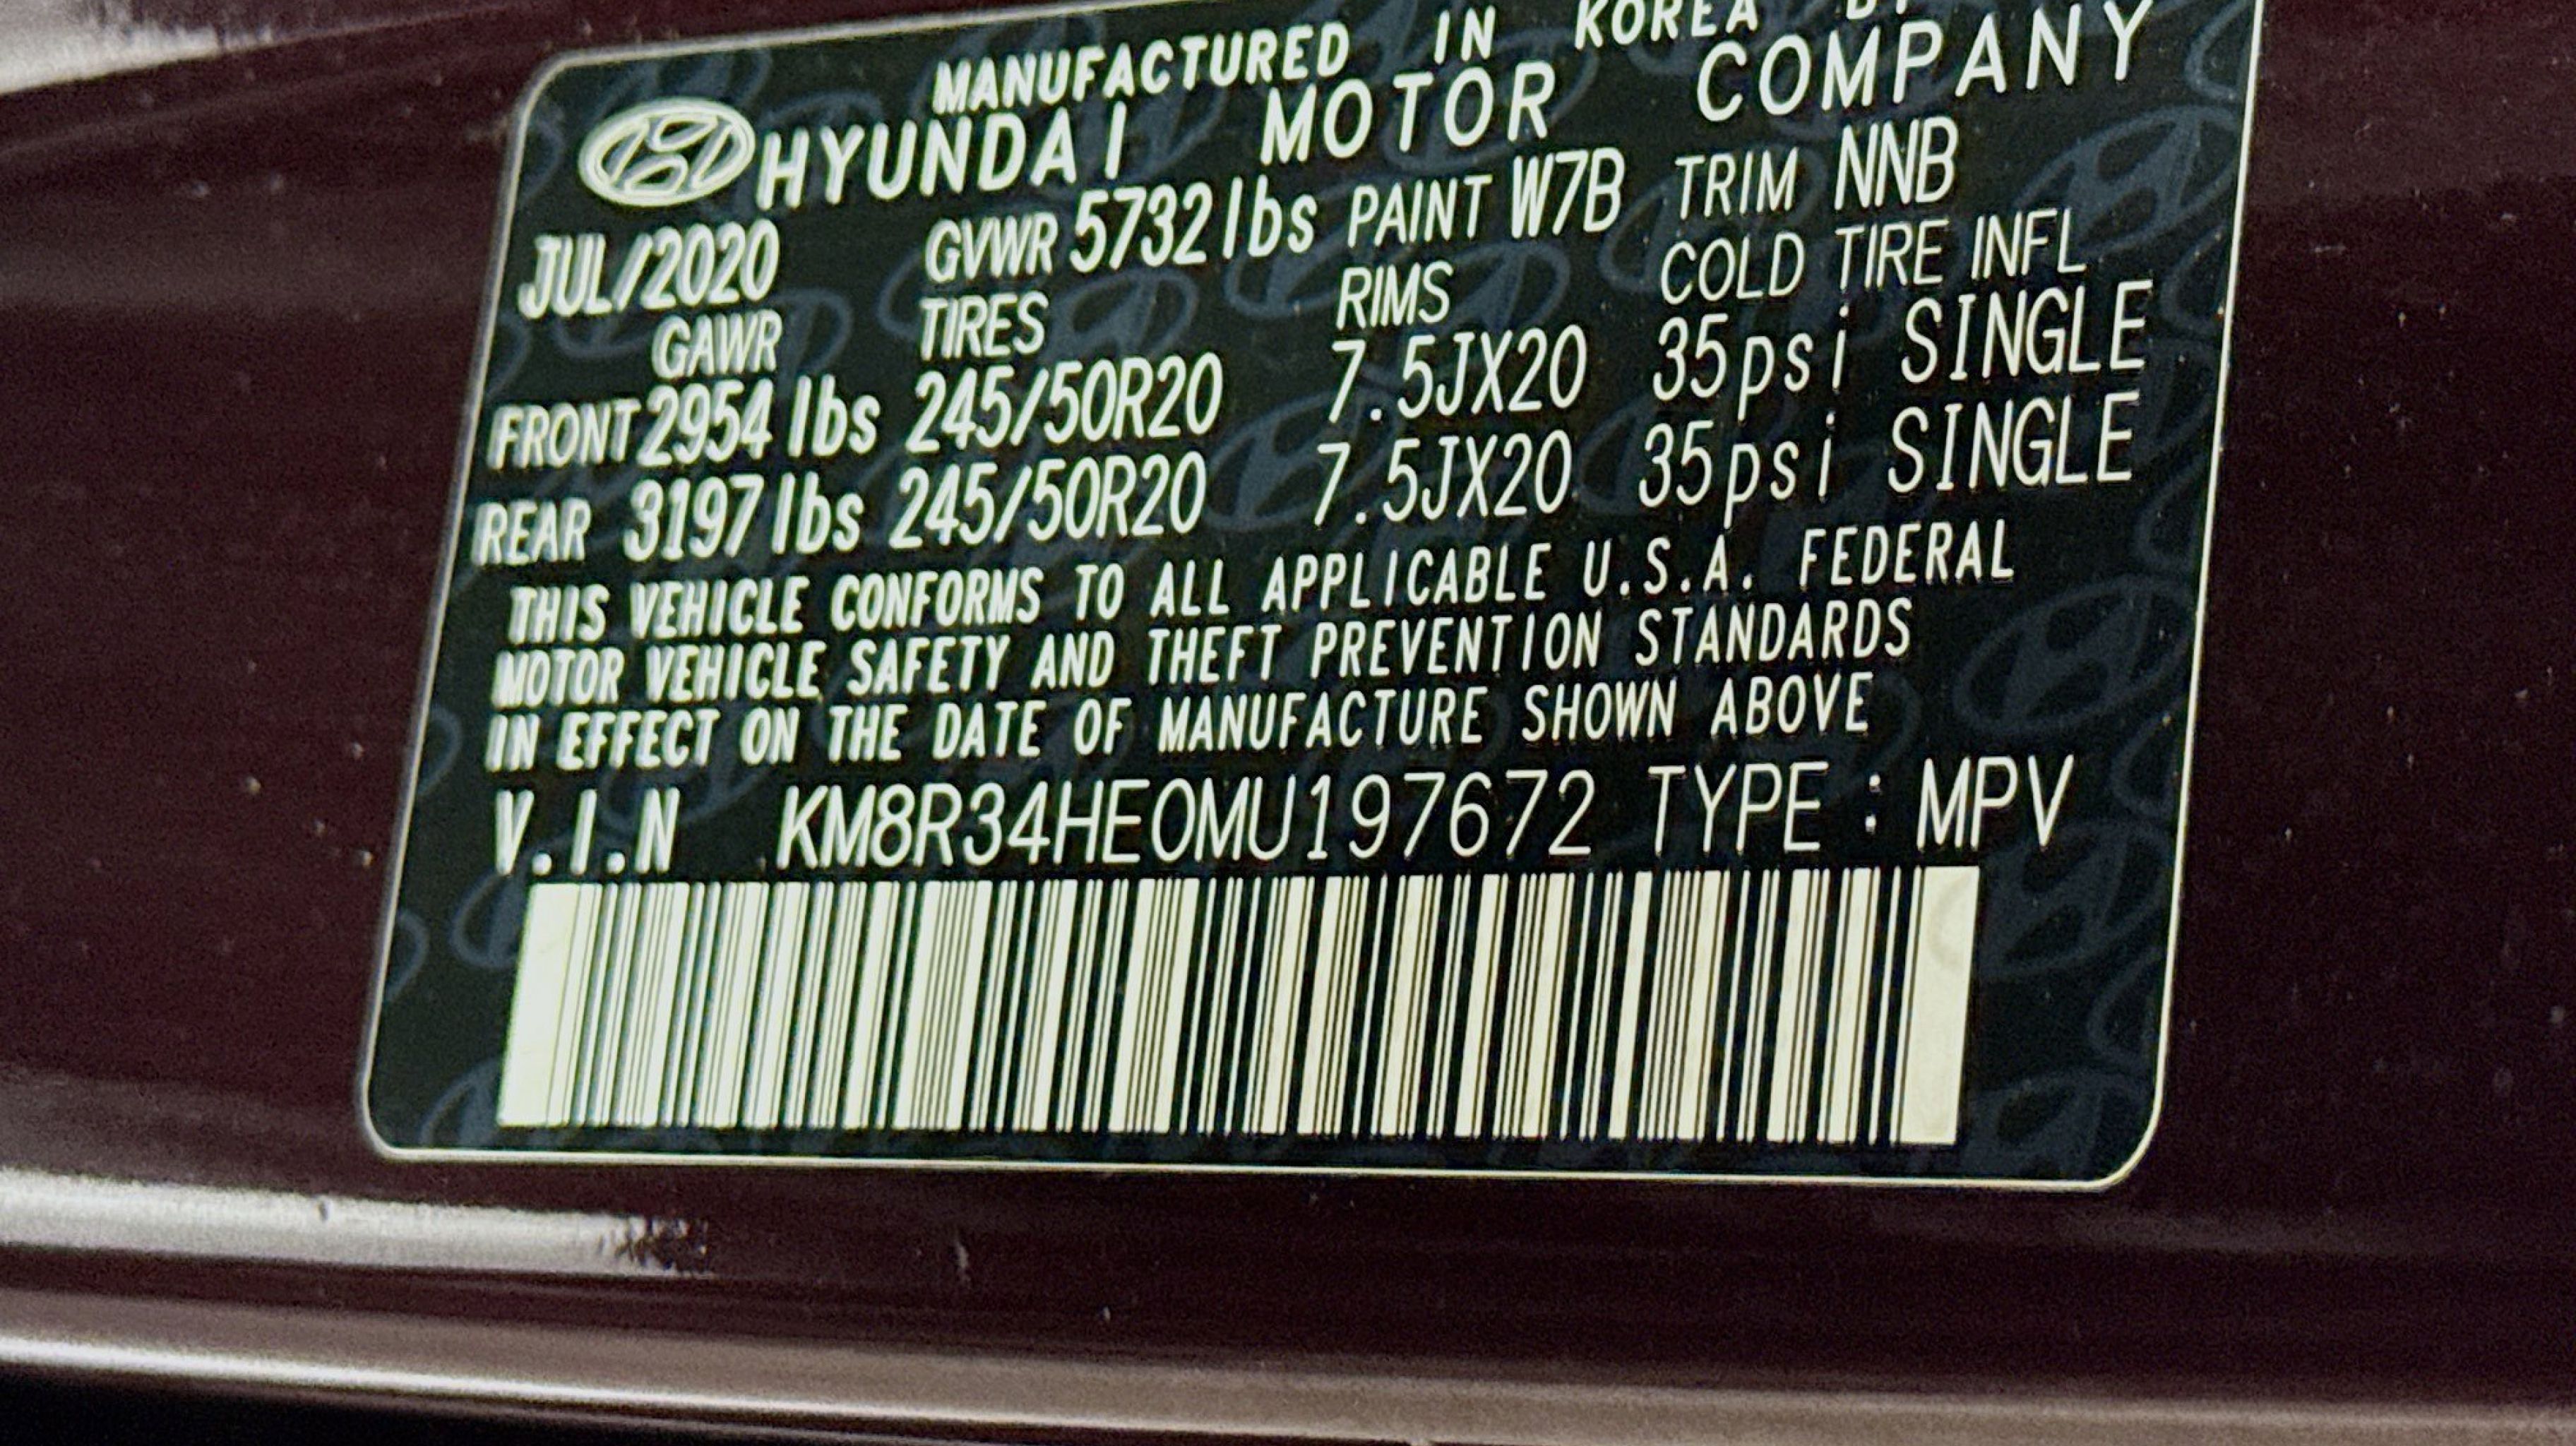 MANUFACTURED IN KOREA BY
HYUNDAI MOTOR COMPANY
JUL/2020 GVWR 5732 lbs PAINT W7B TRIM NNB
GAWR TIRES RIMS COLD TIRE INFL
FRONT 2954 lbs 245/50R20 7.5JX20 35psi SINGLE
REAR 3197 lbs 245/50R20 7.5JX20 35psi SINGLE
THIS VEHICLE CONFORMS TO ALL APPLICABLE U.S.A. FEDERAL
MOTOR VEHICLE SAFETY AND THEFT PREVENTION STANDARDS
IN EFFECT ON THE DATE OF MANUFACTURE SHOWN ABOVE
V.I.N KM8R34HE0MU197672 TYPE : MPV